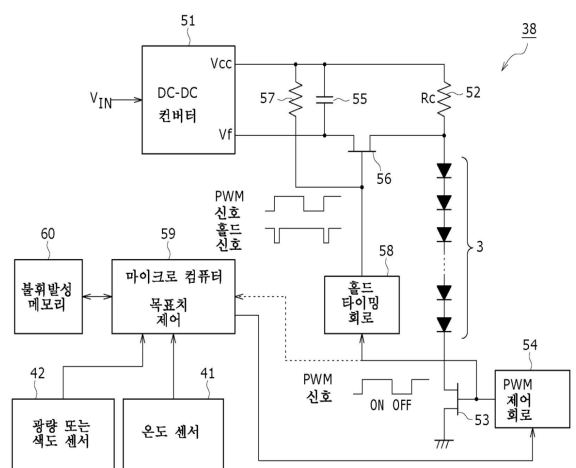 51
38
Vcc
DC-DC
컨버터
VIN
57
55
Rc
52
Vf
56
PWM
신호
홀드
신호
60
59
58
3
불휘발성
메모리
마이크로 컴퓨터
목표치
제어
홀드
타이밍
회로
42
41
54
PWM
신호
ON OFF
53
PWM
제어
회로
광량 또는
색도 센서
온도 센서